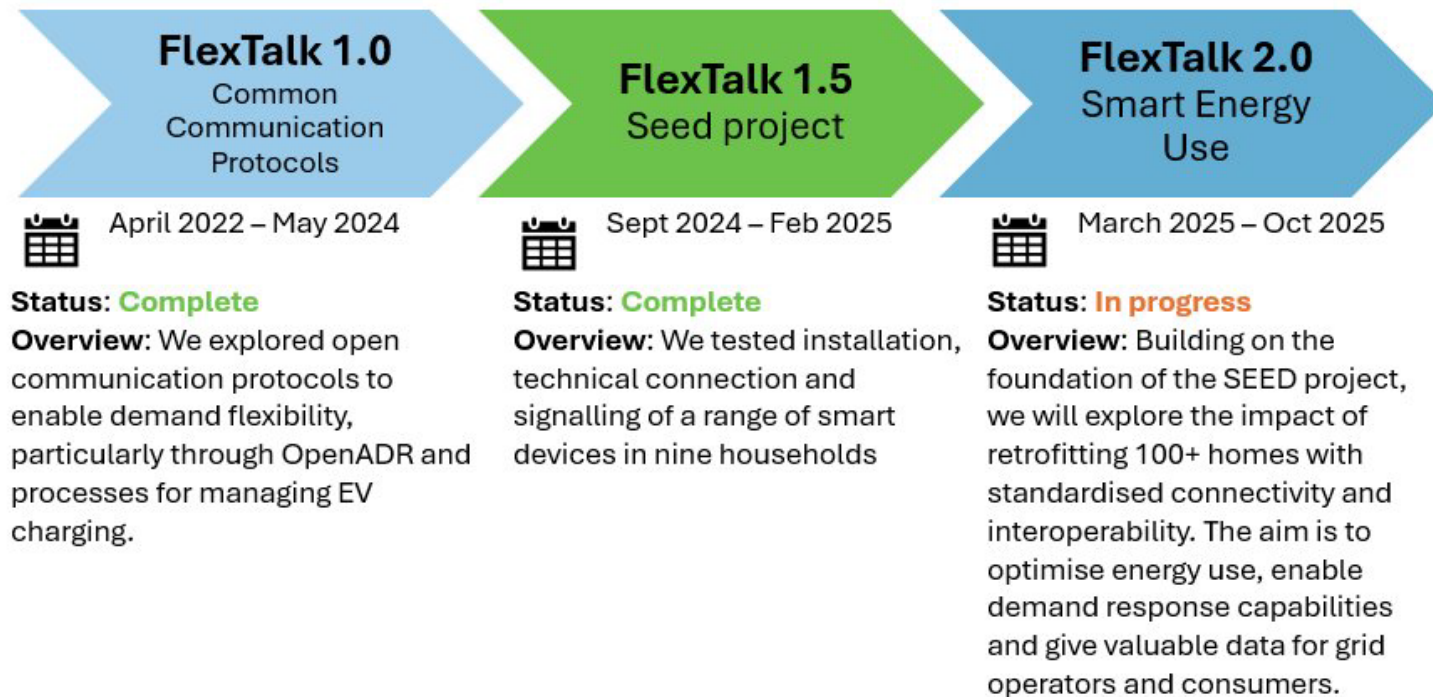 FlexTalk 1.0
Common
Communication
Protocols
April 2022 – May 2024
Status: Complete
Overview: We explored open
communication protocols to
enable demand flexibility,
particularly through OpenADR and
processes for managing EV
charging.
FlexTalk 1.5
Seed project
Sept 2024 – Feb 2025
Status: Complete
Overview: We tested installation,
technical connection and
signalling of a range of smart
devices in nine households
FlexTalk 2.0
Smart Energy
Use
March 2025 – Oct 2025
Status: In progress
Overview: Building on the
foundation of the SEED project,
we will explore the impact of
retrofitting 100+ homes with
standardised connectivity and
interoperability. The aim is to
optimise energy use, enable
demand response capabilities
and give valuable data for grid
operators and consumers.